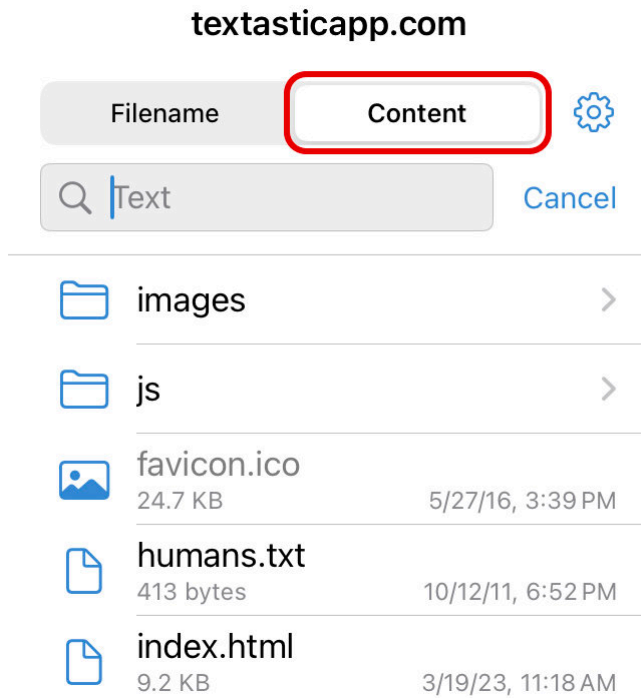 textasticapp.com
Filename Content
Text Cancel
images
js
favicon.ico
24.7 KB 5/27/16, 3:39 PM
humans.txt
413 bytes 10/12/11, 6:52 PM
index.html
9.2 KB 3/19/23, 11:18 AM